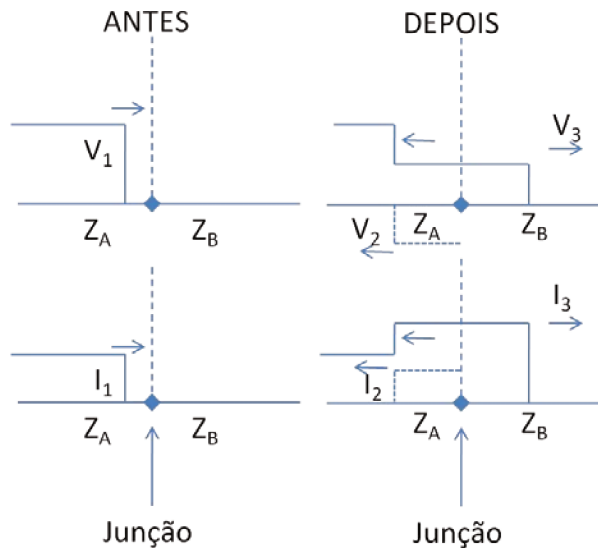 ANTES
DEPOIS
V1
V3
ZA ZB
V2 ZA ZB
I1
I3
I2
ZA ZB
ZA ZB
Junção
Junção